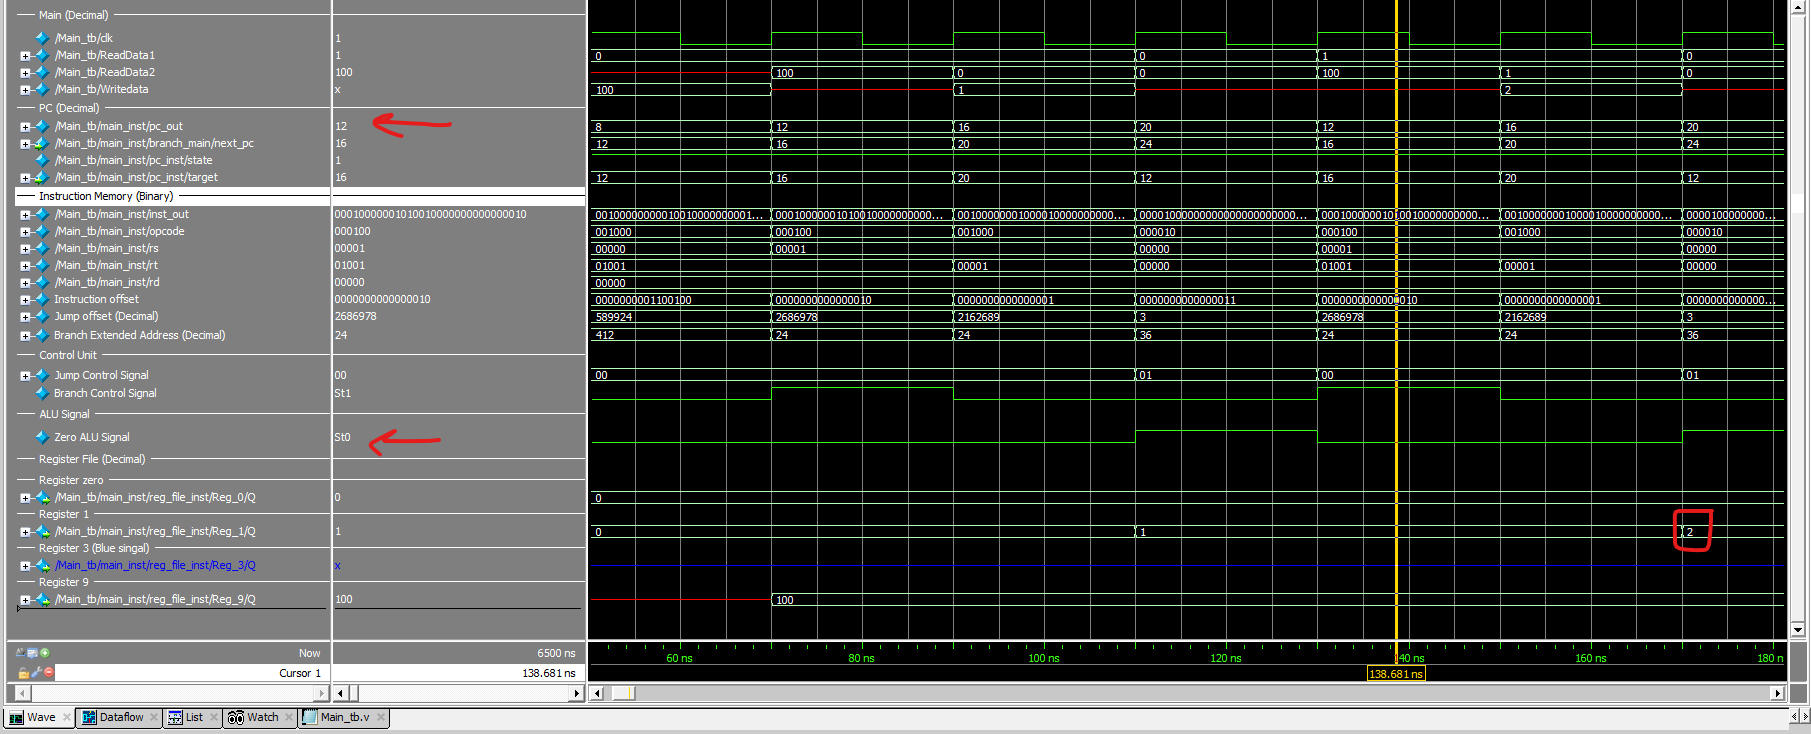 Main (Decimal)
/Main_tb/clk 1
/Main_tb/ReadData1 1 0 0 1 0
/Main_tb/ReadData2 100 100 0 0 100 1 0
/Main_tb/Writedata x 100 1 2
PC (Decimal)
/Main_tb/main_inst/pc_out 12 8 12 16 20 12 16 20
/Main_tb/main_inst/branch_main/next_pc 16 12 16 20 24 16 20 24
/Main_tb/main_inst/pc_inst/state 1
/Main_tb/main_inst/pc_inst/target 16 12 16 20 12 16 20 12
Instruction Memory (Binary)
/Main_tb/main_inst/inst_out 00010000001010010000000000000010 0010000000001001000000001... 0001000000101001000000000... 0010000000100001000000000... 0000100000000000000000000... 0001000000101001000000000... 0010000000100001000000000... 0000100000000...
/Main_tb/main_inst/opcode 000100 001000 000100 001000 000010 000100 001000 000010
/Main_tb/main_inst/rs 00001 00000 00001 00000 00001 00000
/Main_tb/main_inst/rt 01001 01001 00001 00000 01001 00001 00000
/Main_tb/main_inst/rd 00000 00000
Instruction offset 0000000000000010 0000000001100100 0000000000000010 0000000000000001 0000000000000011 0000000000000010 0000000000000001 0000000000000...
Jump offset (Decimal) 2686978 589924 2686978 2162689 3 2686978 2162689 3
Branch Extended Address (Decimal) 24 412 24 24 36 24 24 36
Control Unit
Jump Control Signal 00 00 01 00 01
Branch Control Signal St1
ALU Signal
Zero ALU Signal St0
Register File (Decimal)
Register zero
/Main_tb/main_inst/reg_file_inst/Reg_0/Q 0 0
Register 1
/Main_tb/main_inst/reg_file_inst/Reg_1/Q 1 0 1 2
Register 3 (Blue singal)
/Main_tb/main_inst/reg_file_inst/Reg_3/Q x
Register 9
/Main_tb/main_inst/reg_file_inst/Reg_9/Q 100 100
Now 6500 ns 60 ns 80 ns 100 ns 120 ns 140 ns 160 ns 180 n
Cursor 1 138.681 ns 138.681 ns
Wave Dataflow List Watch Main_tb.v